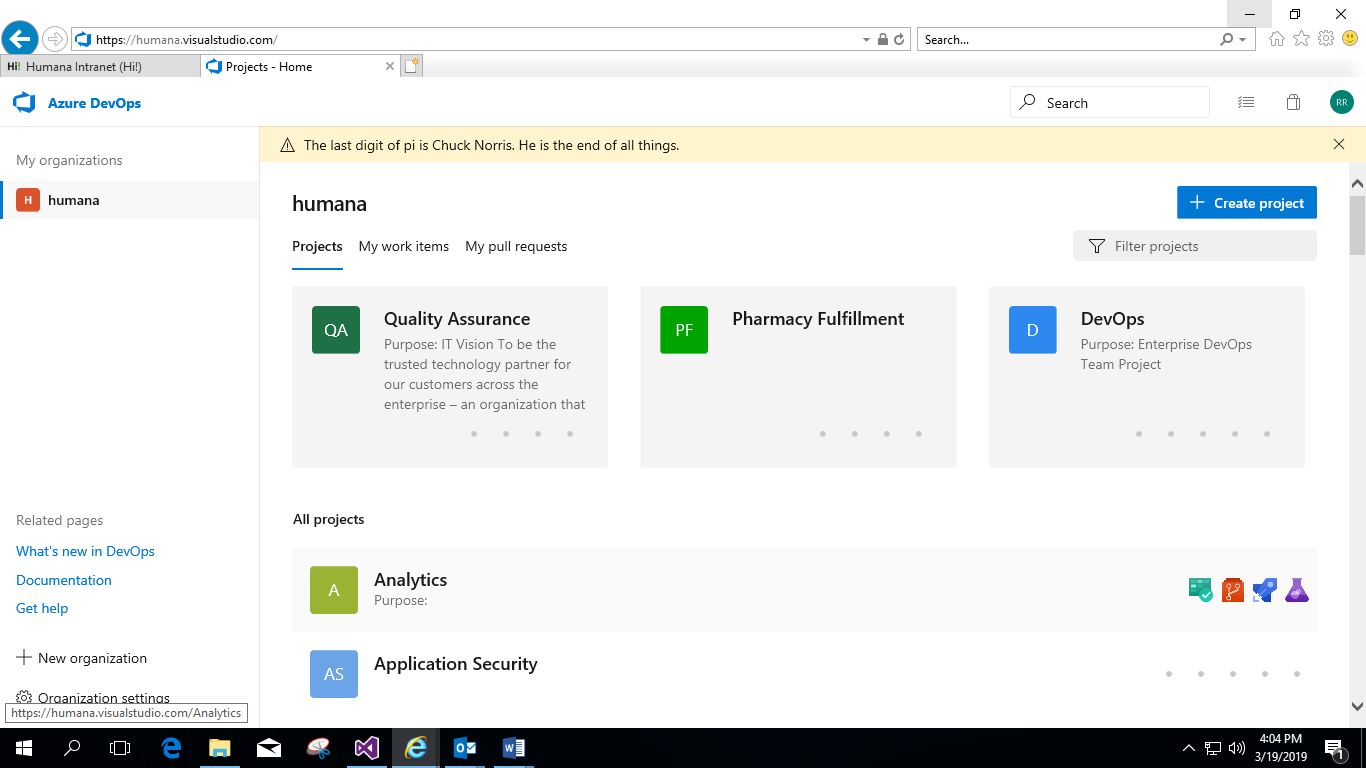 https://humana.visualstudio.com/
Search...
Hi! Humana Intranet (Hi!)
Projects - Home
Azure DevOps
Search
RR
My organizations
H humana
The last digit of pi is Chuck Norris. He is the end of all things.
humana
Create project
Projects
My work items
My pull requests
Filter projects
QA
Quality Assurance
Purpose: IT Vision To be the
trusted technology partner for
our customers across the
enterprise – an organization that
PF
Pharmacy Fulfillment
D
DevOps
Purpose: Enterprise DevOps
Team Project
All projects
A
Analytics
Purpose:
AS
Application Security
Related pages
What's new in DevOps
Documentation
Get help
New organization
Organization settings
https://humana.visualstudio.com/Analytics
4:04 PM
3/19/2019
1